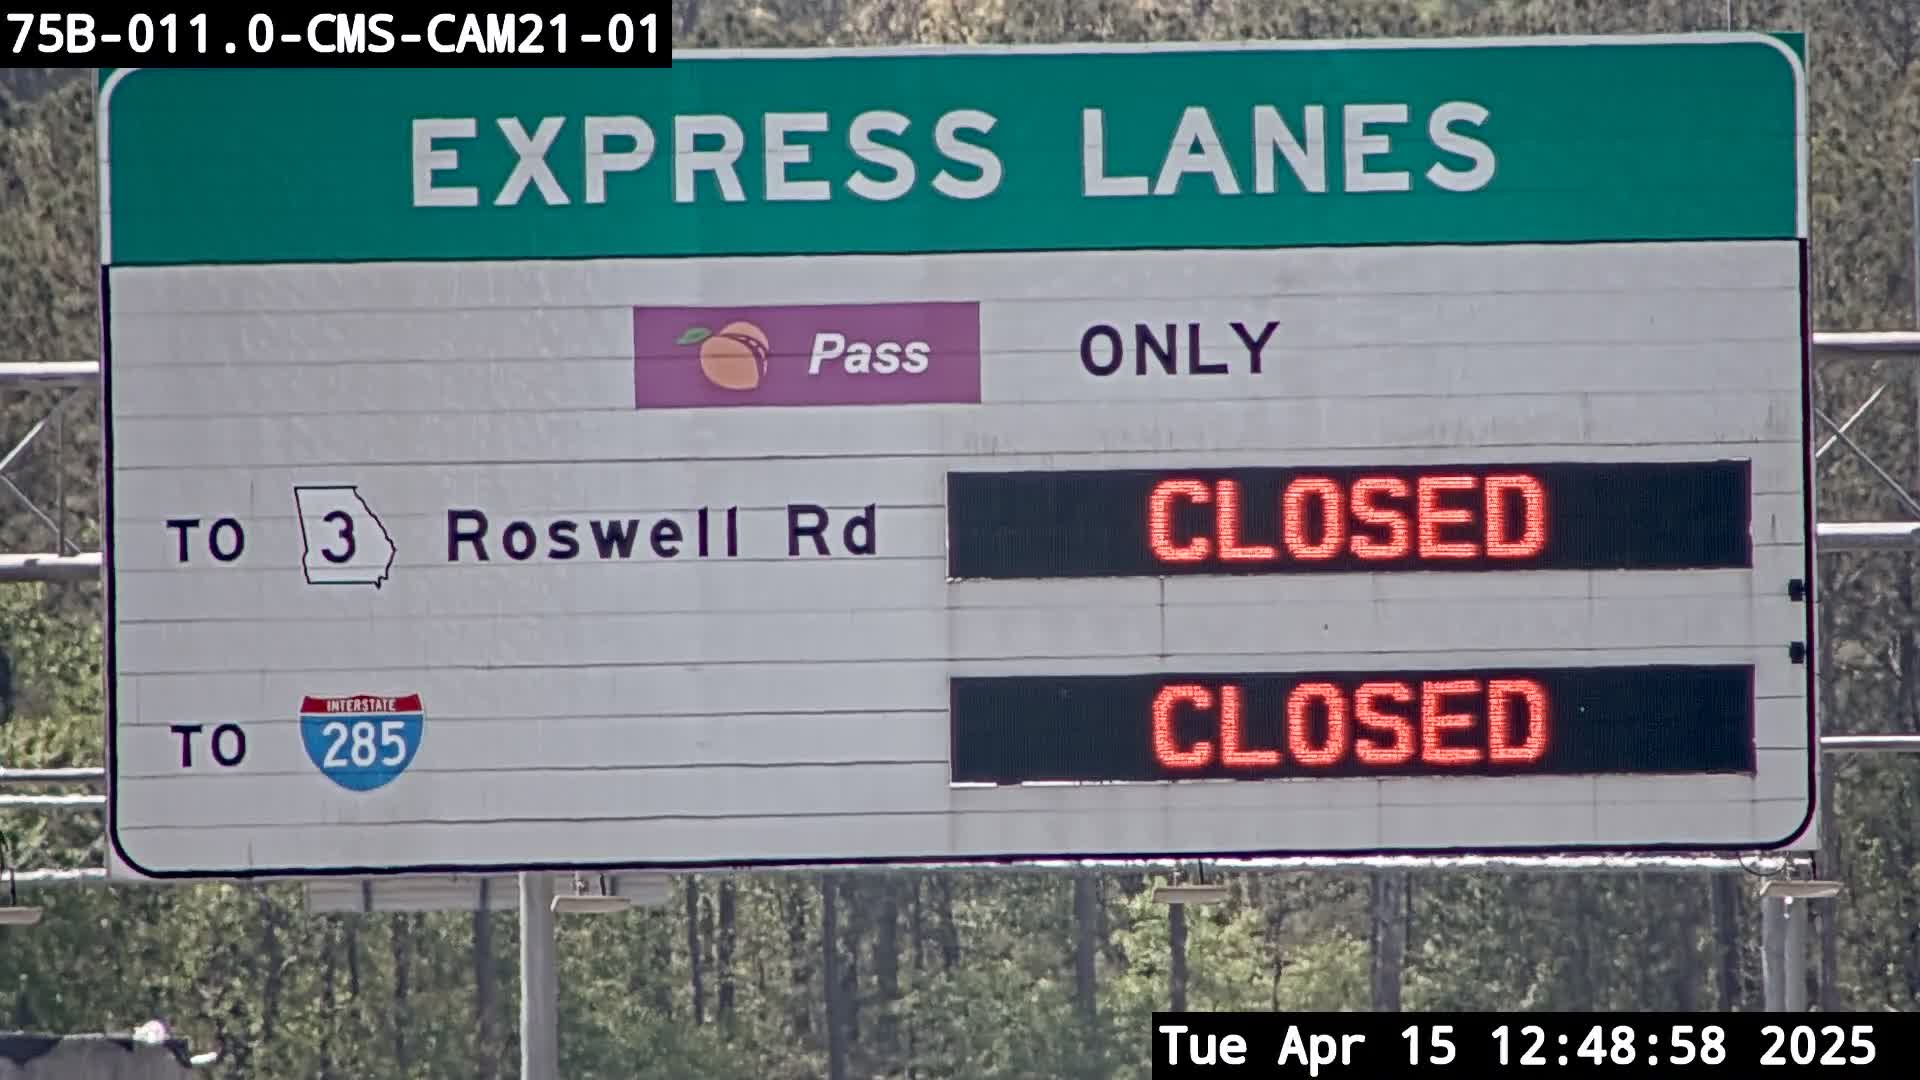 75B-011.0-CMS-CAM21-01
EXPRESS LANES
Pass ONLY
TO 3 Roswell Rd CLOSED
INTERSTATE
TO 285 CLOSED
Tue Apr 15 12:48:58 2025